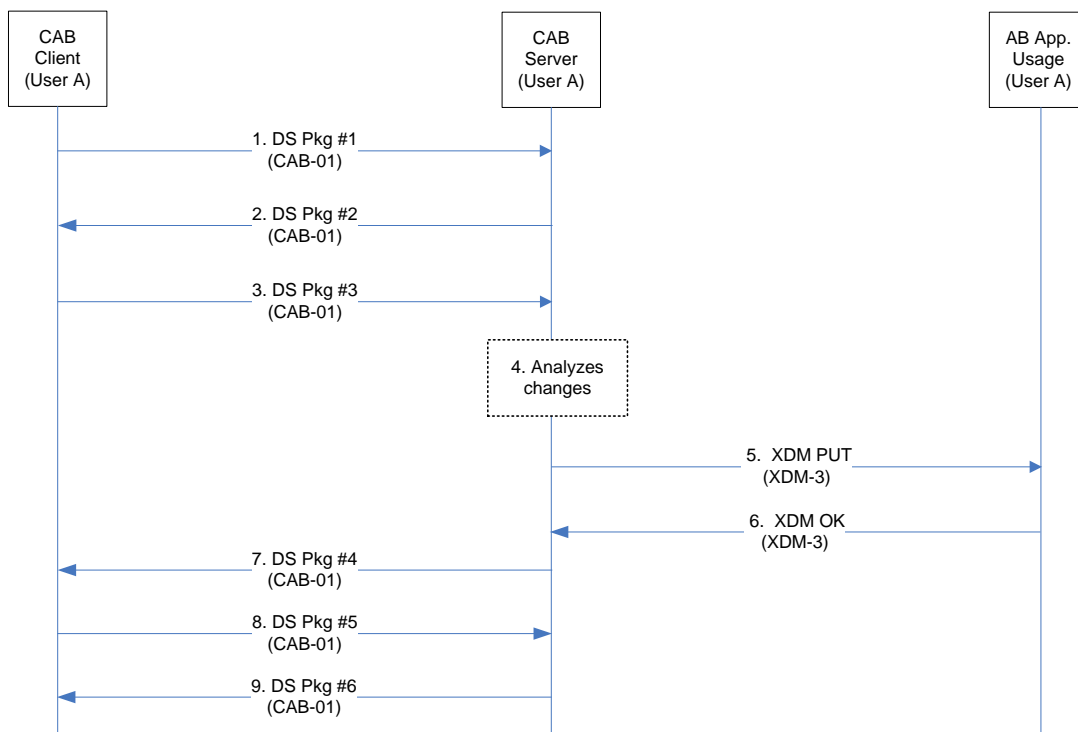 CAB
Client
(User A)
CAB
Server
(User A)
AB App.
Usage
(User A)
1. DS Pkg #1
(CAB-01)
2. DS Pkg #2
(CAB-01)
3. DS Pkg #3
(CAB-01)
4. Analyzes
changes
5. XDM PUT
(XDM-3)
6. XDM OK
(XDM-3)
7. DS Pkg #4
(CAB-01)
8. DS Pkg #5
(CAB-01)
9. DS Pkg #6
(CAB-01)